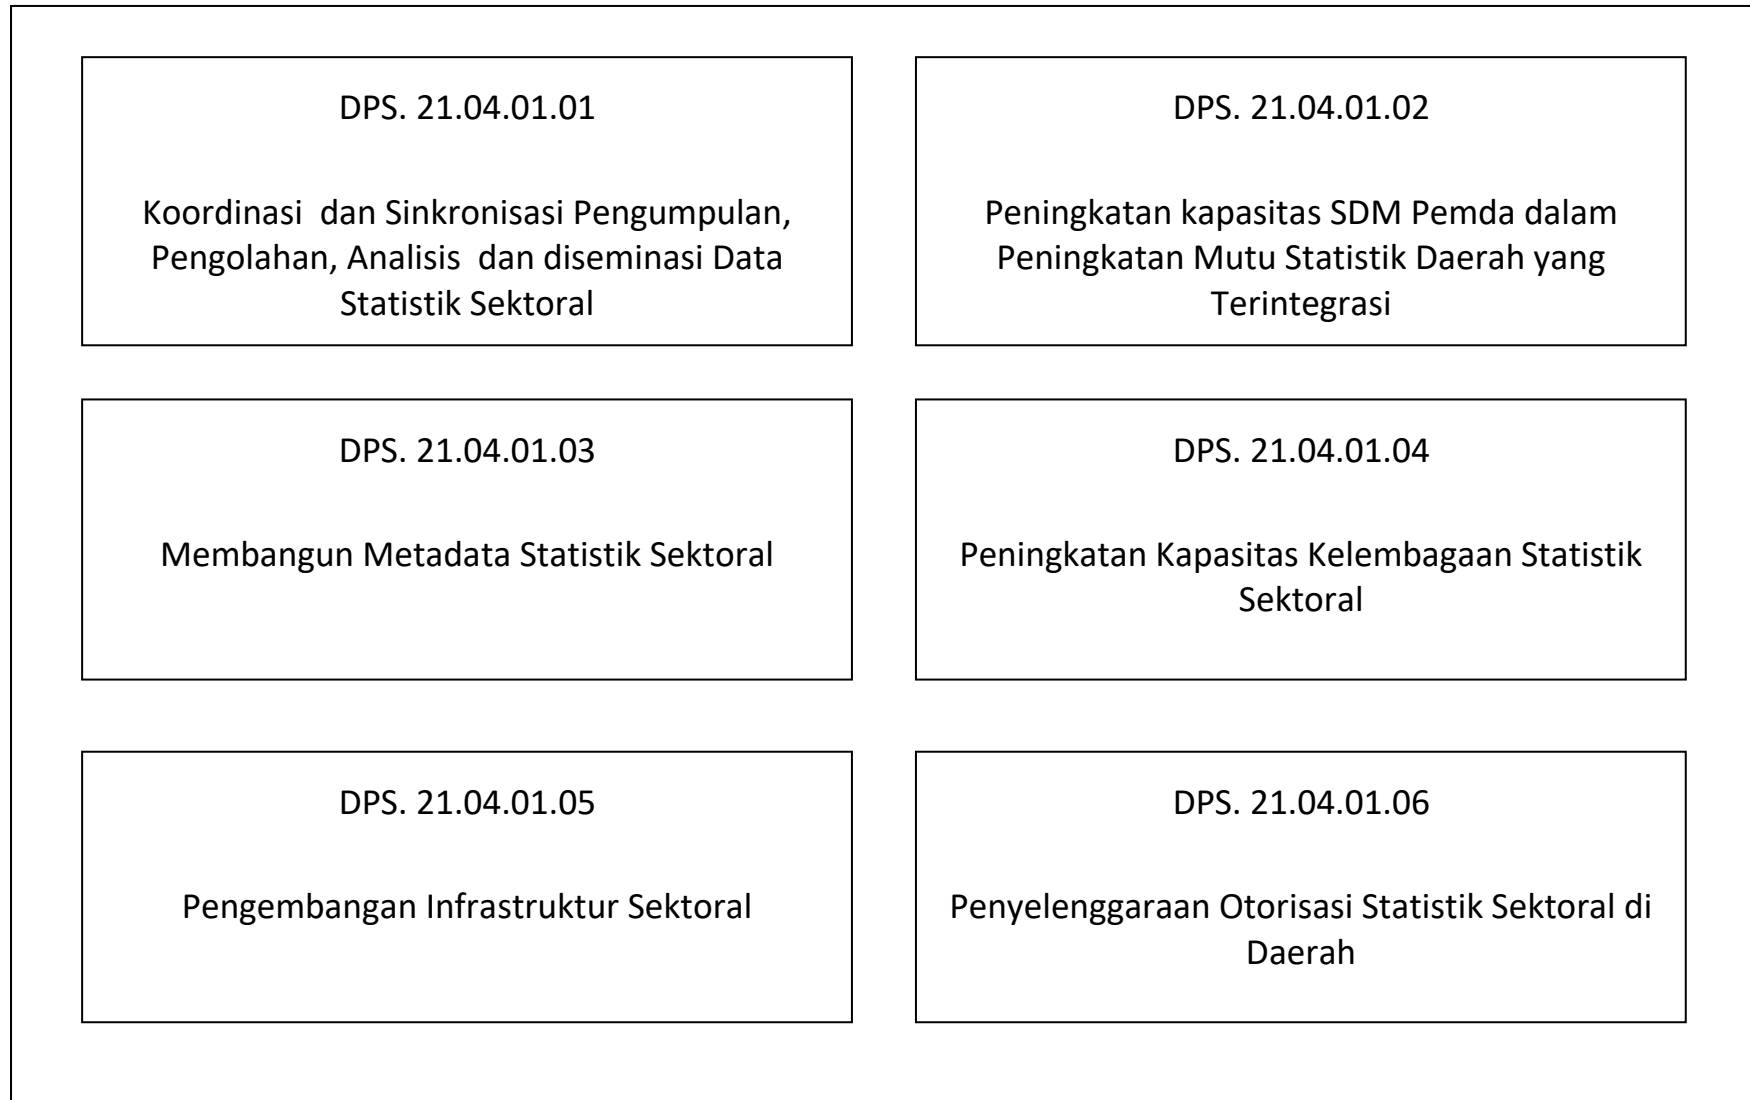 DPS. 21.04.01.01
Koordinasi  dan Sinkronisasi Pengumpulan,
Pengolahan, Analisis  dan diseminasi Data
Statistik Sektoral
DPS. 21.04.01.02
Peningkatan kapasitas SDM Pemda dalam
Peningkatan Mutu Statistik Daerah yang
Terintegrasi
DPS. 21.04.01.03
Membangun Metadata Statistik Sektoral
DPS. 21.04.01.04
Peningkatan Kapasitas Kelembagaan Statistik
Sektoral
DPS. 21.04.01.05
Pengembangan Infrastruktur Sektoral
DPS. 21.04.01.06
Penyelenggaraan Otorisasi Statistik Sektoral di
Daerah